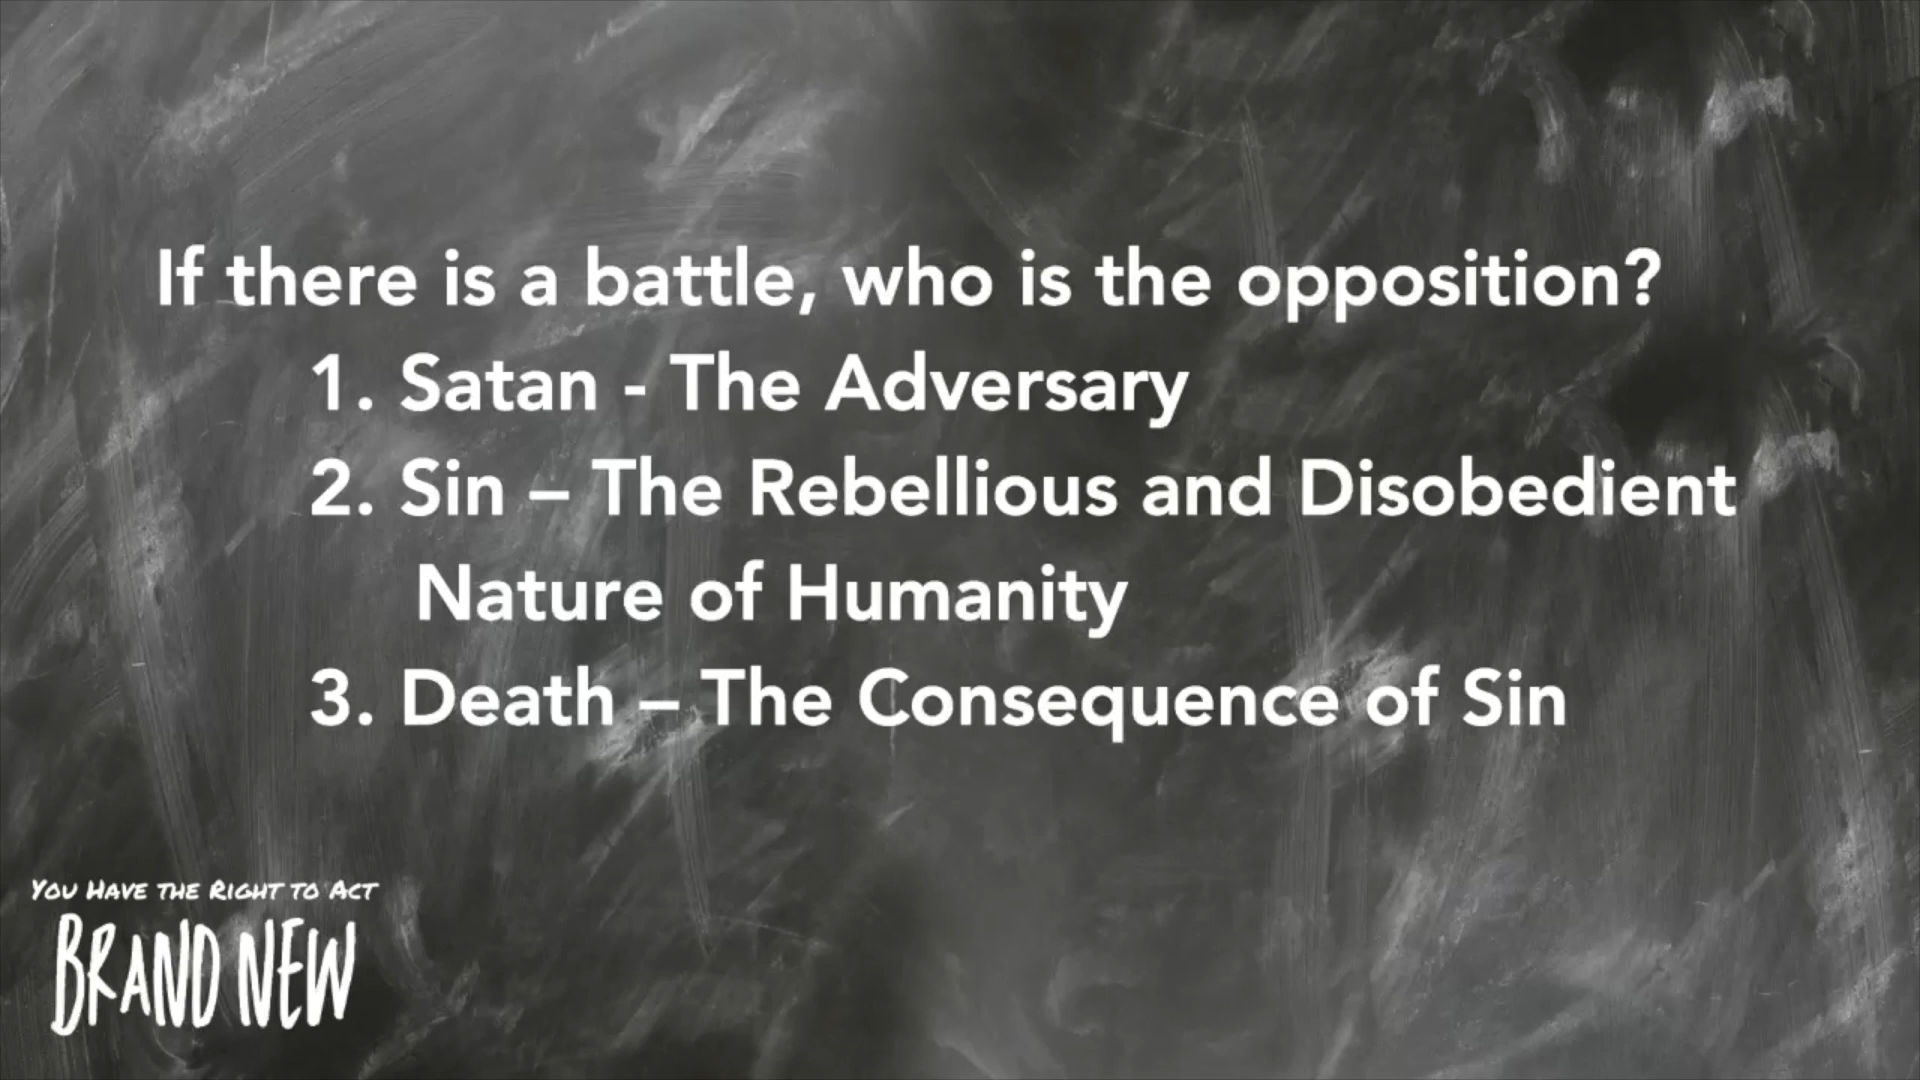 If there is a battle, who is the opposition?
1. Satan - The Adversary
2. Sin – The Rebellious and Disobedient
Nature of Humanity
3. Death – The Consequence of Sin
You Have the Right to Act
BRAND NEW